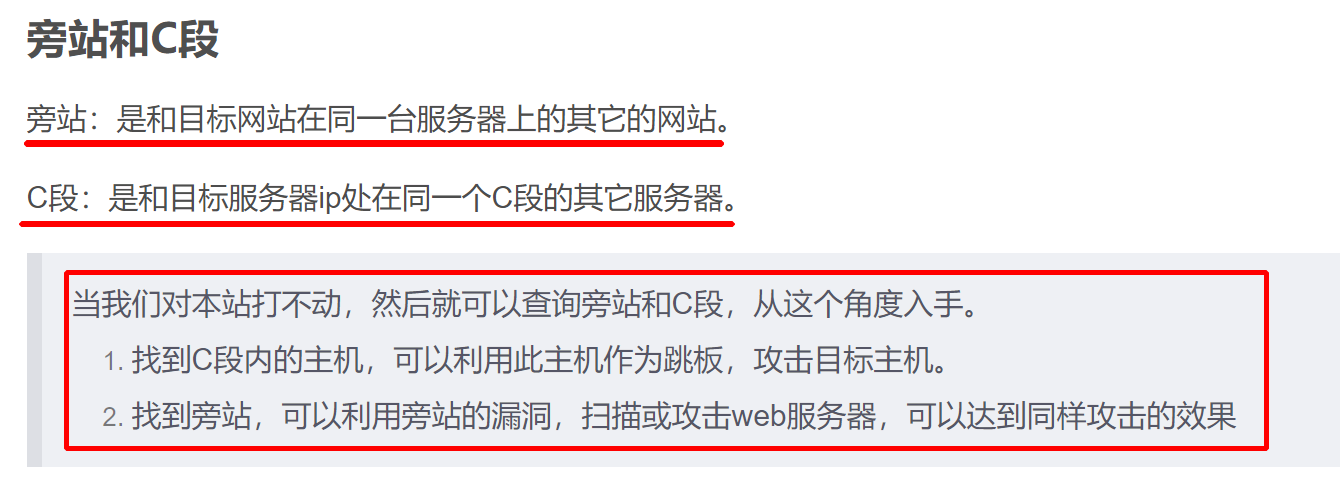 旁站和C段
旁站：是和目标网站在同一台服务器上的其它的网站。
C段：是和目标服务器ip处在同一个C段的其它服务器。
当我们对本站打不动，然后就可以查询旁站和C段，从这个角度入手。
1. 找到C段内的主机，可以利用此主机作为跳板，攻击目标主机。
2. 找到旁站，可以利用旁站的漏洞，扫描或攻击web服务器，可以达到同样攻击的效果